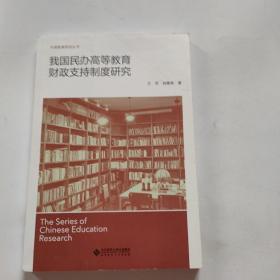 我国民办高等教育
财政支持制度研究
著
The Series of
Chinese Education
Research